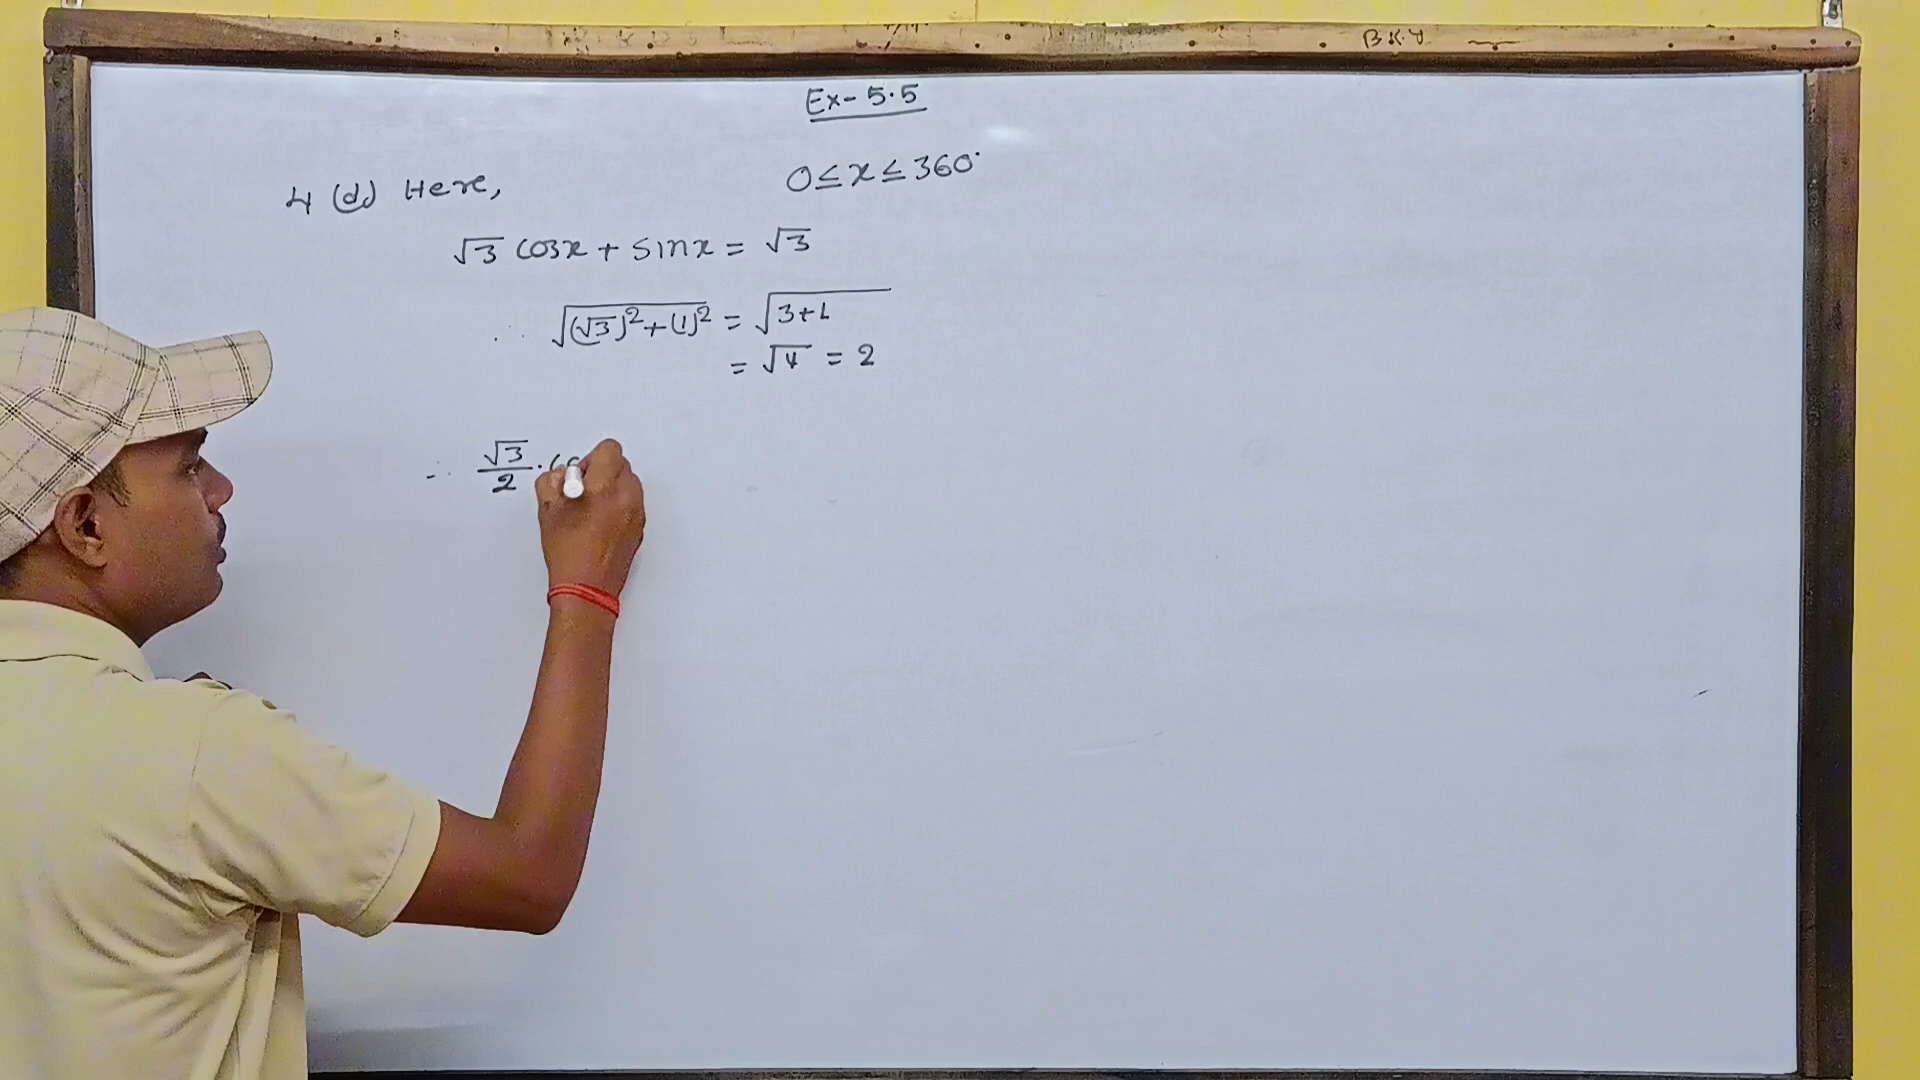 B.K.Y
Ex- 5.5
4 (d) Here,
0 ≤ x ≤ 360°
√3 cosx + sinx = √3
∴ √((√3)² + (1)²) = √(3+1)
= √4 = 2
∴ √3/2 · co